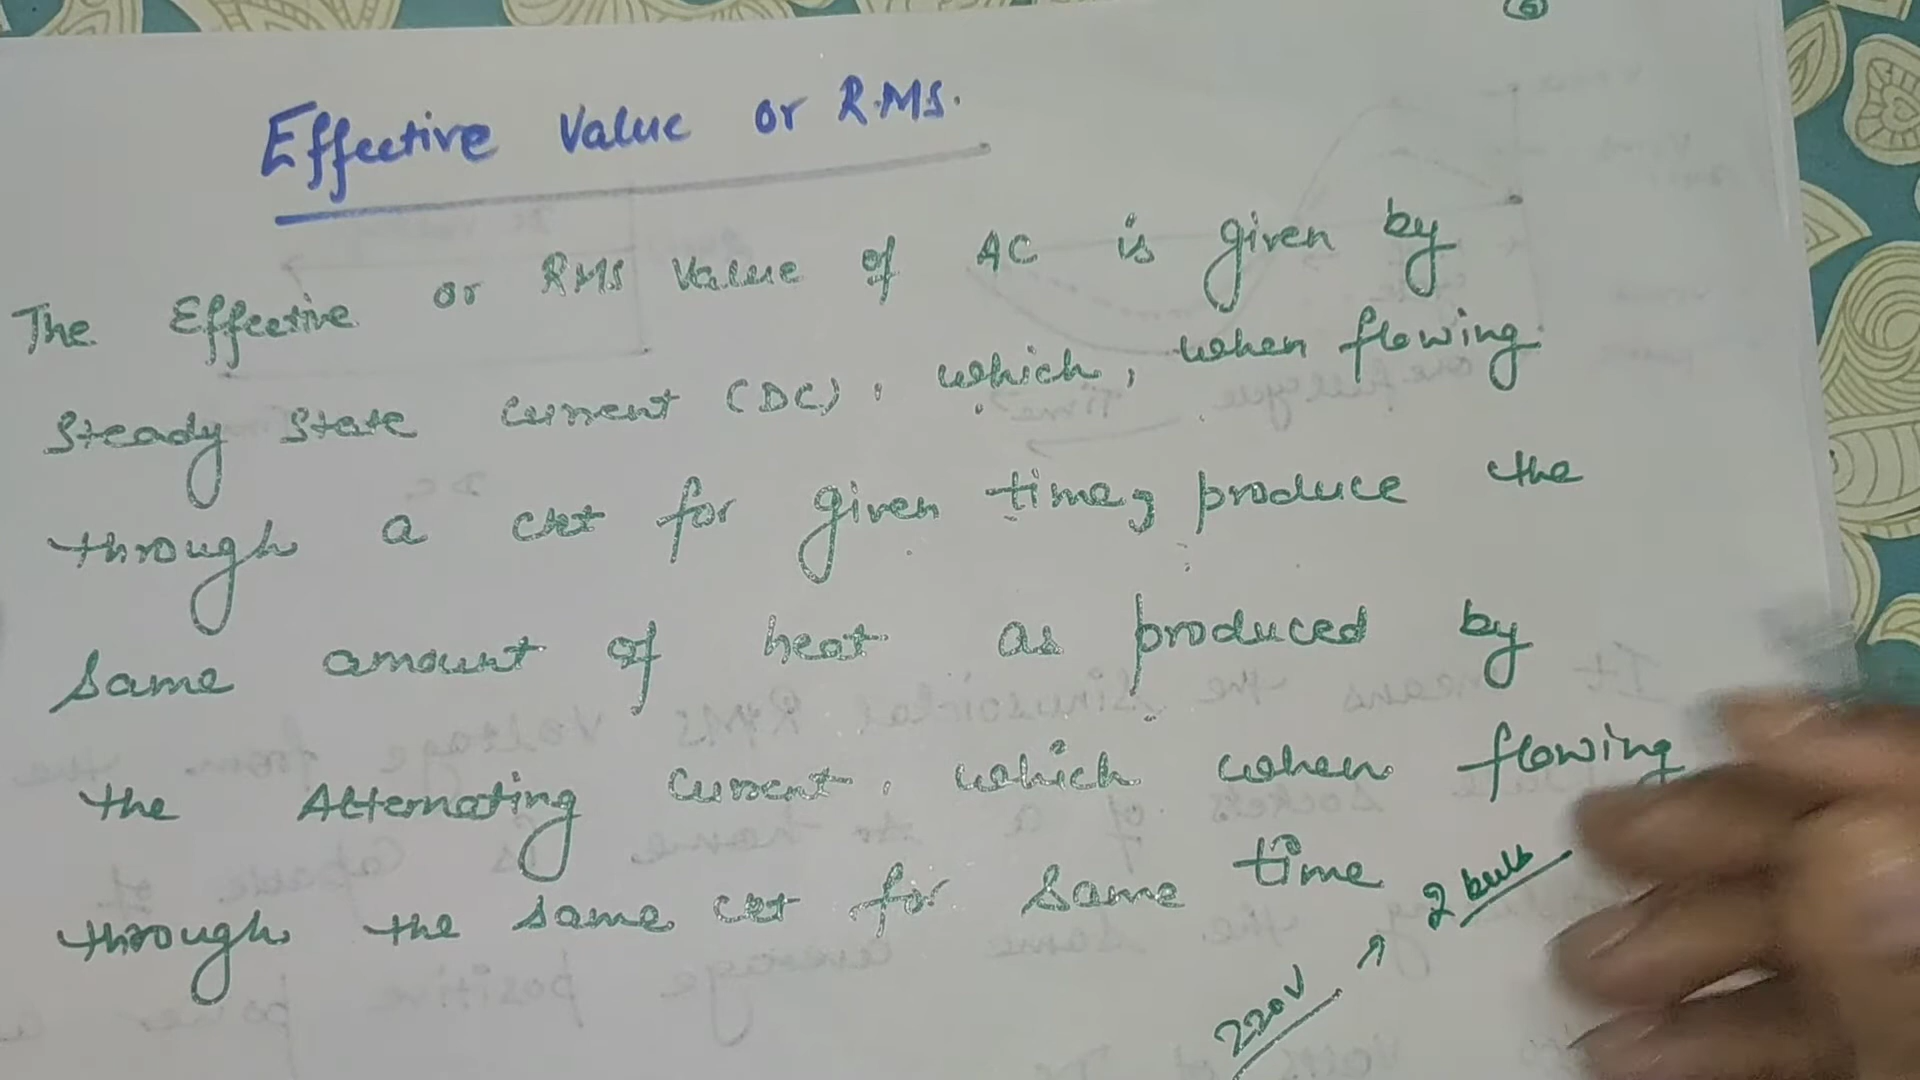 Effective Value or R.M.S.
The Effective or RMS Value of AC is given by
Steady State Current (DC), which, when flowing
through a ckt for given time, produce the
Same amount of heat as produced by
the Alternating Current, which when flowing
through the same ckt for same time
2 bulb
220V